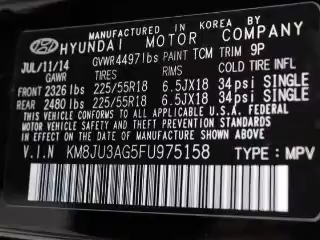 MANUFACTURED IN KOREA BY
HYUNDAI MOTOR COMPANY
JUL/11/14 GVWR4497lbs PAINT TCM TRIM 9P
GAWR TIRES RIMS COLD TIRE INFL.
FRONT 2326 lbs 225/55R18 6.5JX18 34psi SINGLE
REAR 2480 lbs 225/55R18 6.5JX18 34psi SINGLE
THIS VEHICLE CONFORMS TO ALL APPLICABLE
U.S. FEDERAL MOTOR VEHICLE SAFETY AND
THEFT PREVENTION STANDARDS IN EFFECT ON
THE DATE OF MANUFACTURE SHOWN ABOVE.
V.I.N KM8JU3AG5FU975158 TYPE: MPV